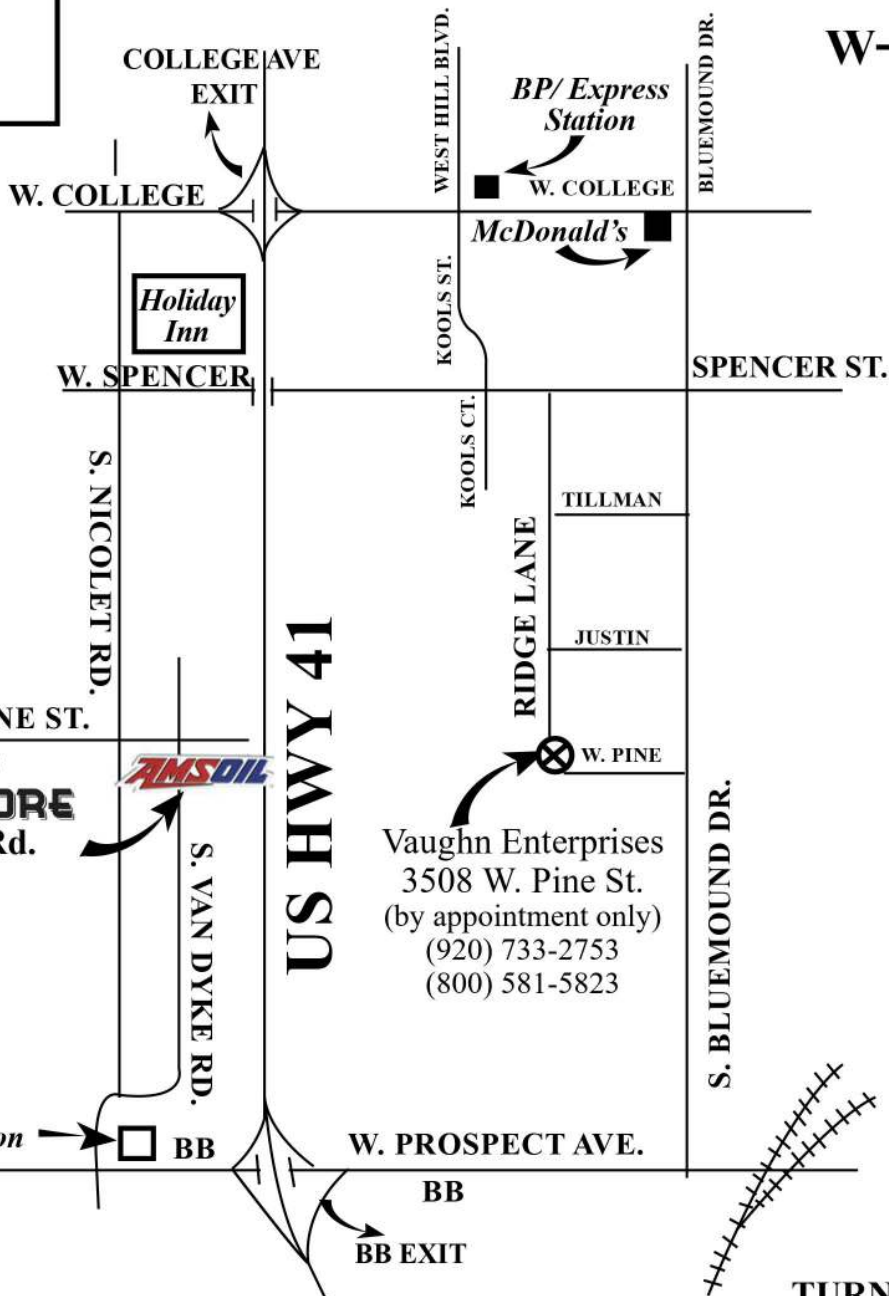 COLLEGE AVE
EXIT
WEST HILL BLVD.
BP/ Express
Station
BLUEMOUND DR.
W-
W. COLLEGE
W. COLLEGE
McDonald's
Holiday
Inn
KOOLS ST.
W. SPENCER
SPENCER ST.
KOOLS CT.
S. NICOLET RD.
TILLMAN
RIDGE LANE
JUSTIN
US HWY 41
NE ST.
AMSOIL
W. PINE
ORE
Rd.
S. VAN DYKE RD.
Vaughn Enterprises
3508 W. Pine St.
(by appointment only)
(920) 733-2753
(800) 581-5823
S. BLUEMOUND DR.
on
BB
W. PROSPECT AVE.
BB
BB EXIT
TURN